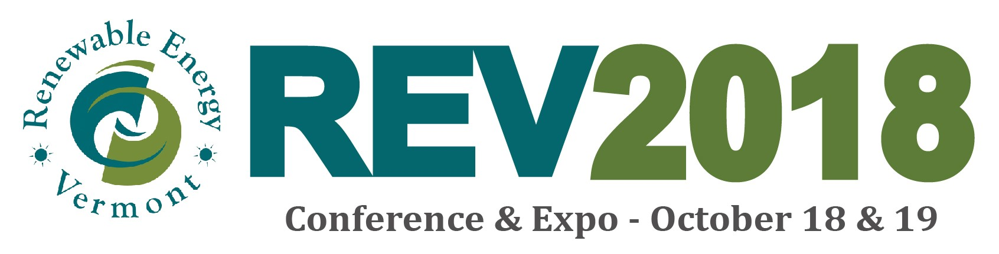 Renewable Energy
Vermont
REV2018
Conference & Expo - October 18 & 19